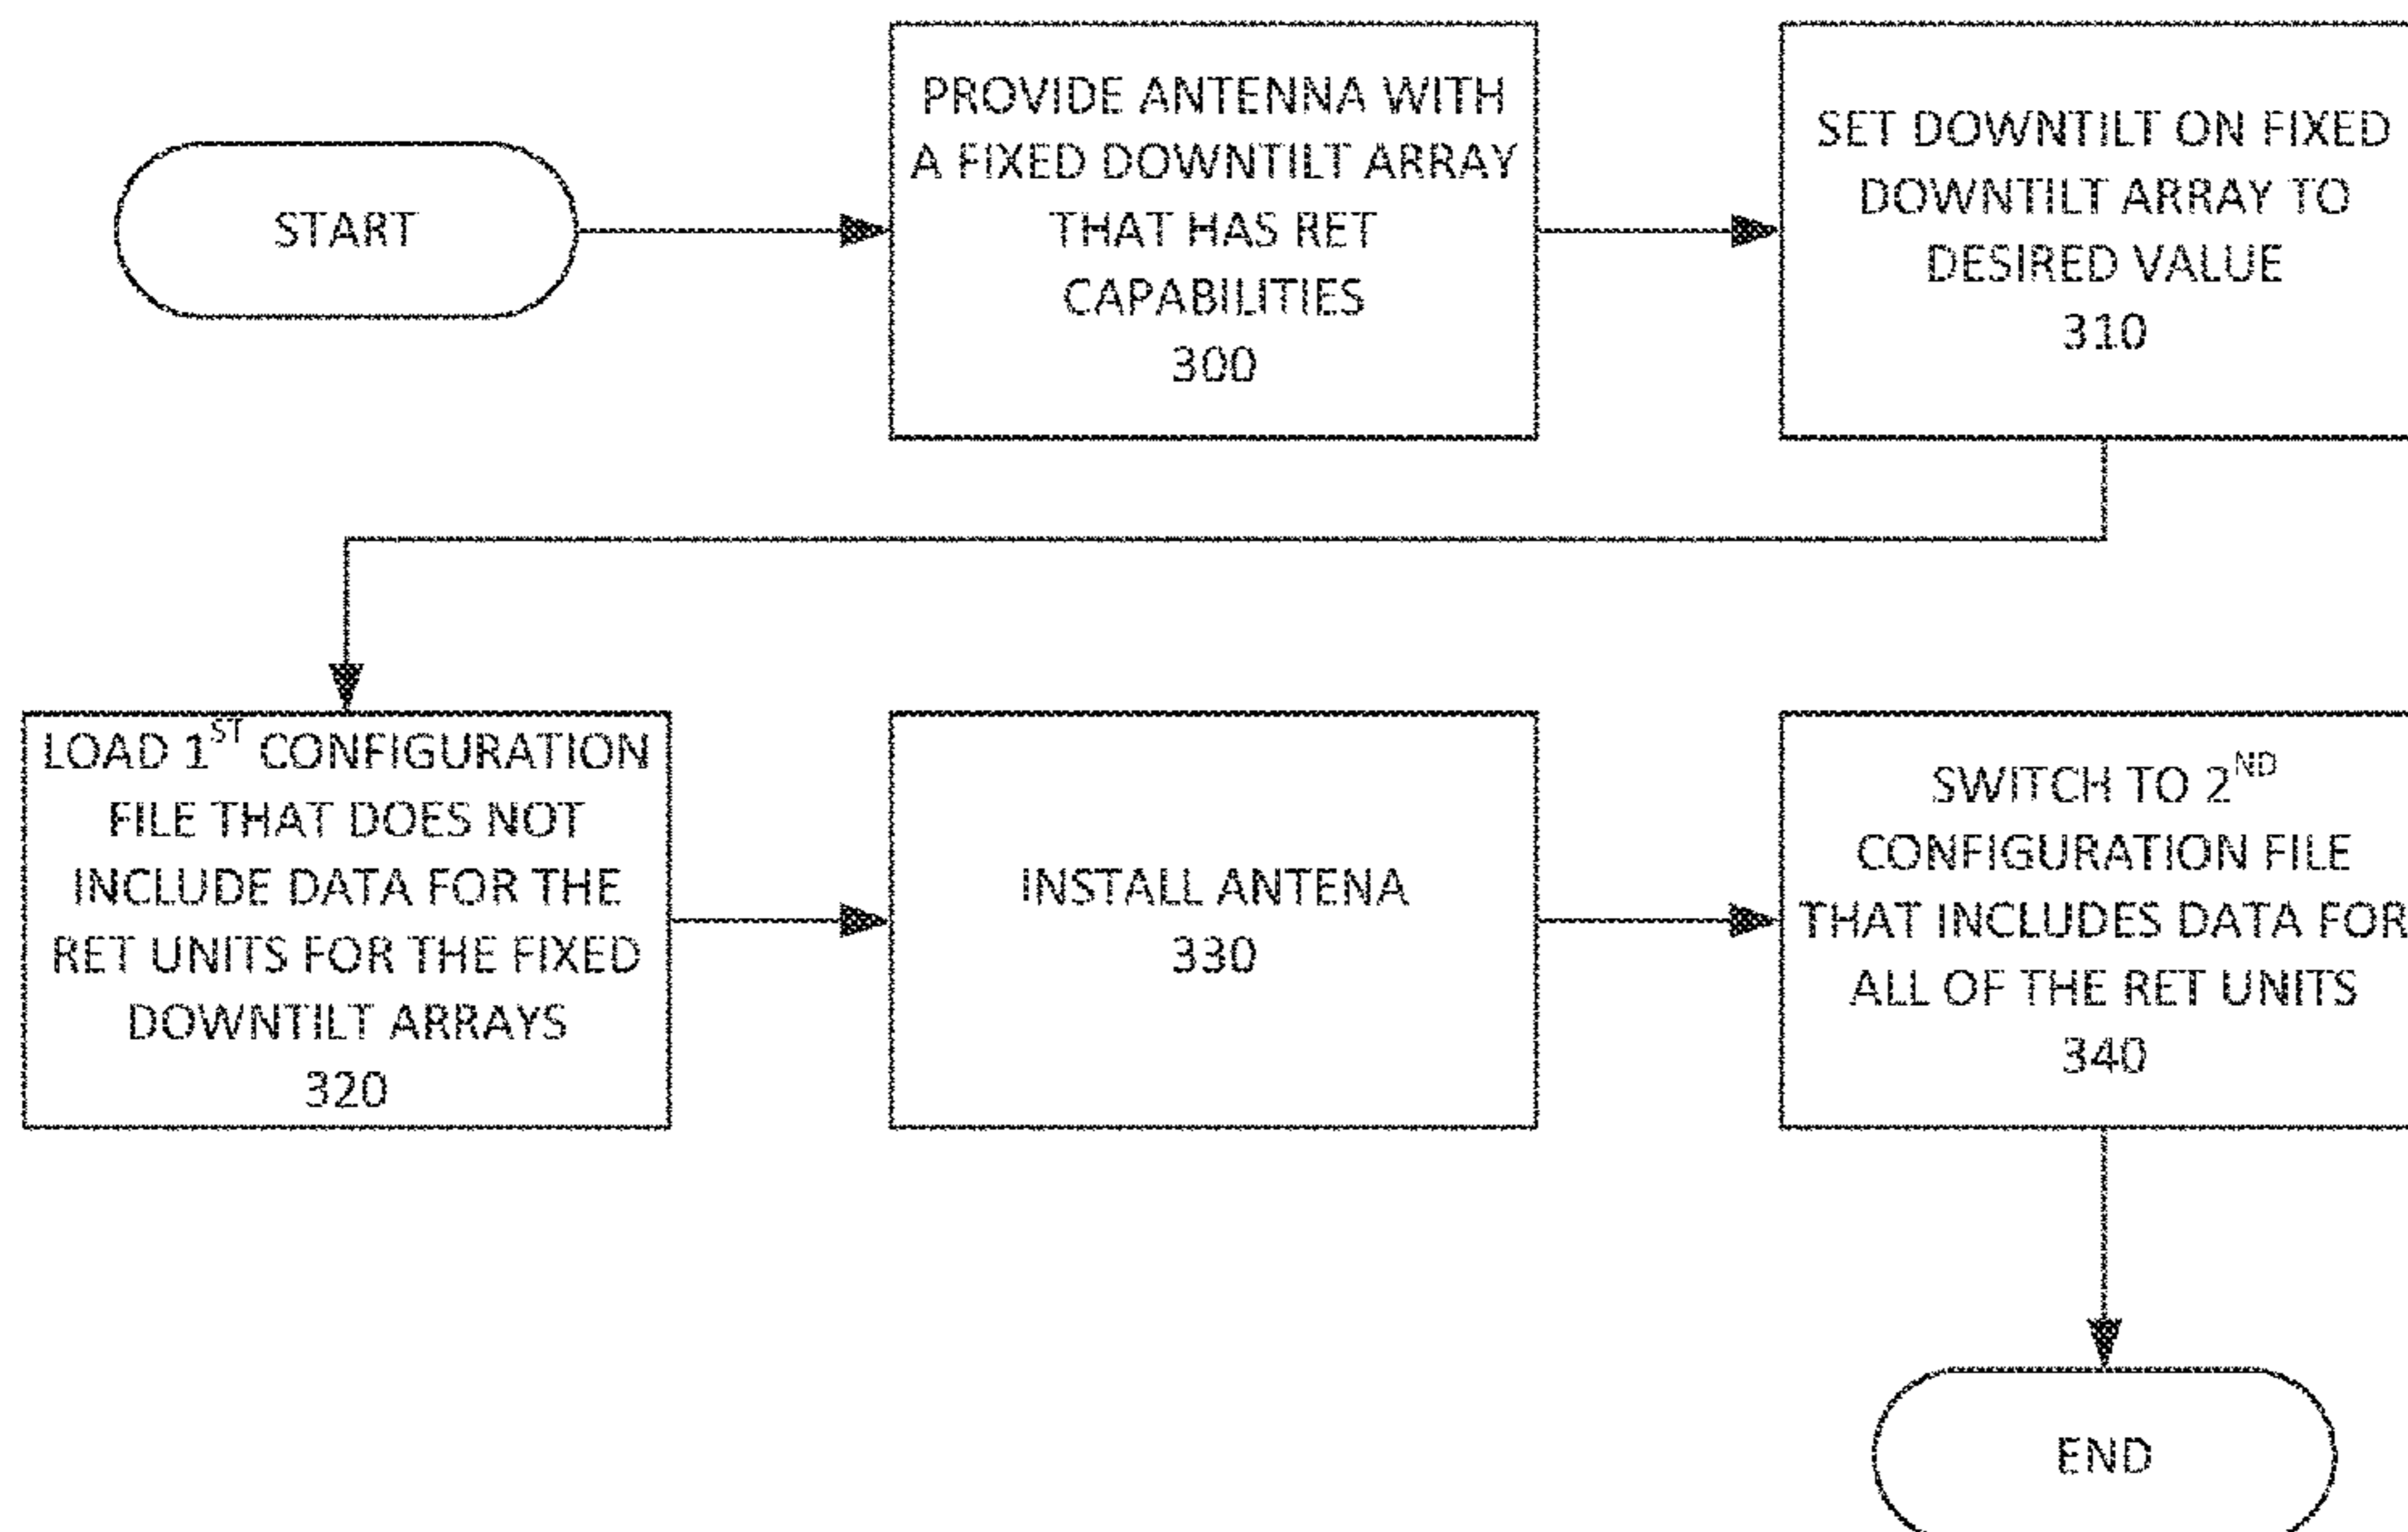 START
PROVIDE ANTENNA WITH
A FIXED DOWNTILT ARRAY
THAT HAS RET
CAPABILITIES
300
SET DOWNTILT ON FIXED
DOWNTILT ARRAY TO
DESIRED VALUE
310
LOAD 1ST CONFIGURATION
FILE THAT DOES NOT
INCLUDE DATA FOR THE
RET UNITS FOR THE FIXED
DOWNTILT ARRAYS
320
INSTALL ANTENA
330
SWITCH TO 2ND
CONFIGURATION FILE
THAT INCLUDES DATA FOR
ALL OF THE RET UNITS
340
END